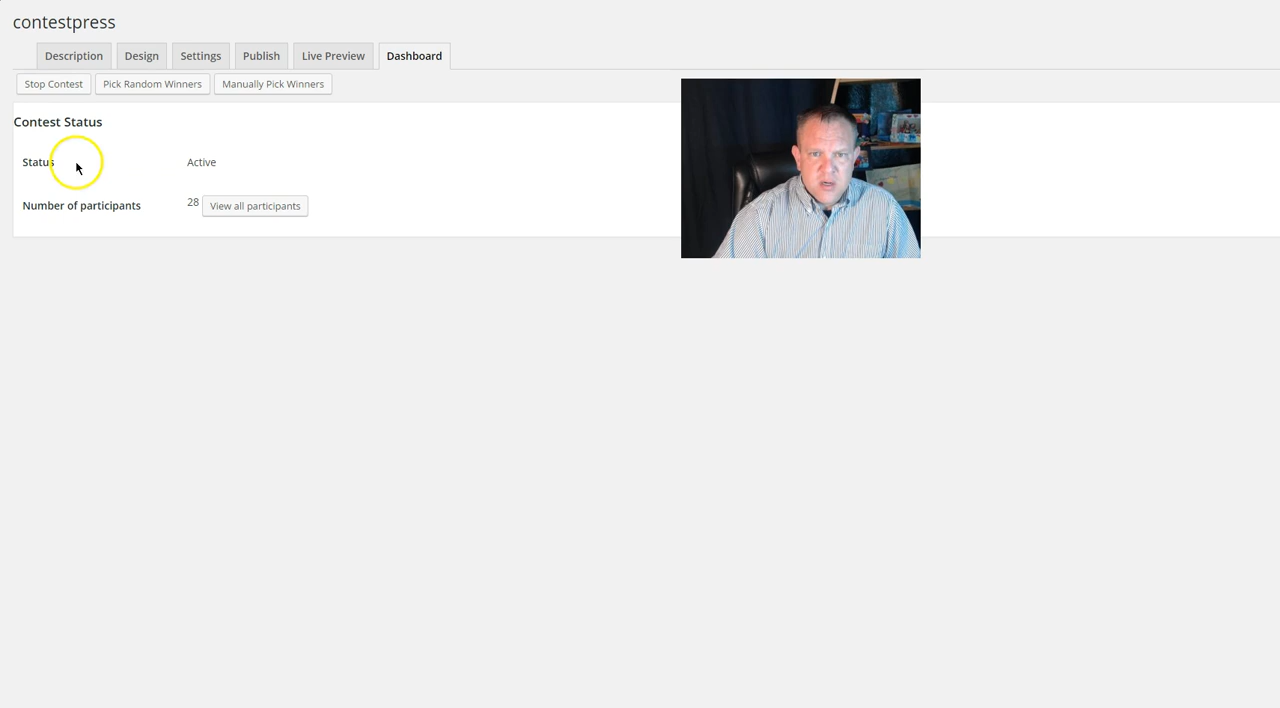 contestpress
Description Design Settings Publish Live Preview Dashboard
Stop Contest Pick Random Winners Manually Pick Winners
Contest Status
Status Active
Number of participants 28 View all participants